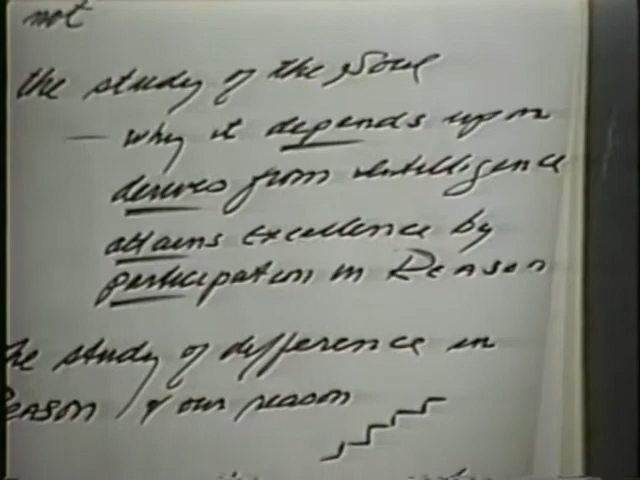 not
the study of the Soul
— why it depends upon
derives from intelligence
attains excellence by
participation in Reason
the study of difference in
Reason / of our reason